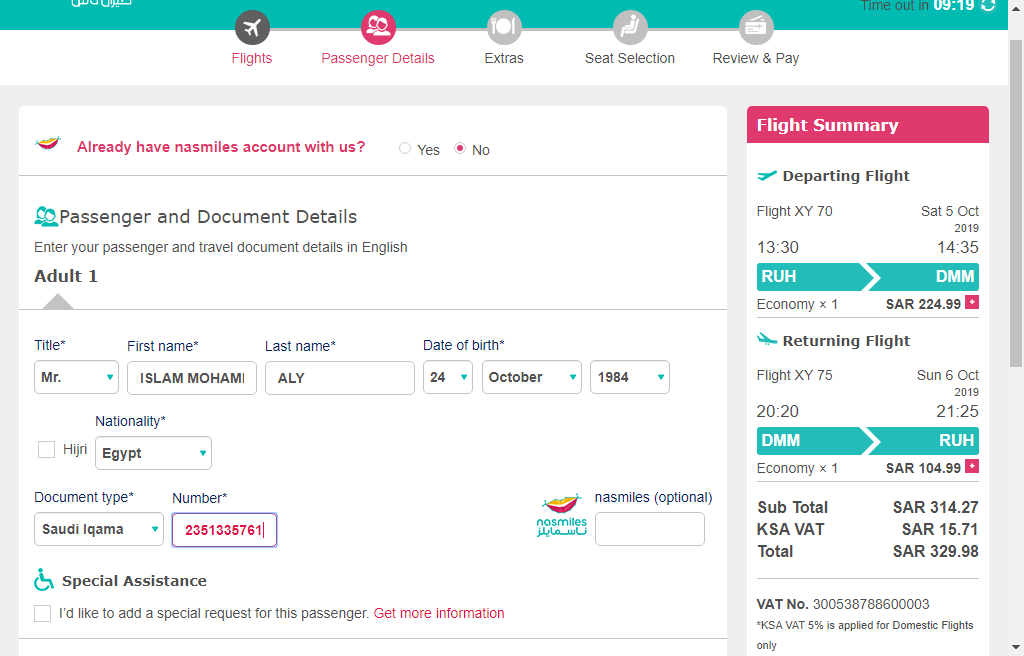 طيران ناس
Time out in 09:19
Flights
Passenger Details
Extras
Seat Selection
Review & Pay
Already have nasmiles account with us?
Yes
No
Passenger and Document Details
Enter your passenger and travel document details in English
Adult 1
Title*
First name*
Last name*
Date of birth*
Mr.
ISLAM MOHAMI
ALY
24
October
1984
Nationality*
Hijri
Egypt
Document type*
Number*
nasmiles (optional)
Saudi Iqama
2351335761
nasmiles
ناسمايلز
Special Assistance
I'd like to add a special request for this passenger. Get more information
Flight Summary
Departing Flight
Flight XY 70
Sat 5 Oct
2019
13:30
14:35
RUH
DMM
Economy × 1
SAR 224.99 +
Returning Flight
Flight XY 75
Sun 6 Oct
2019
20:20
21:25
DMM
RUH
Economy × 1
SAR 104.99 +
Sub Total SAR 314.27
KSA VAT SAR 15.71
Total SAR 329.98
VAT No. 300538788600003
*KSA VAT 5% is applied for Domestic Flights
only